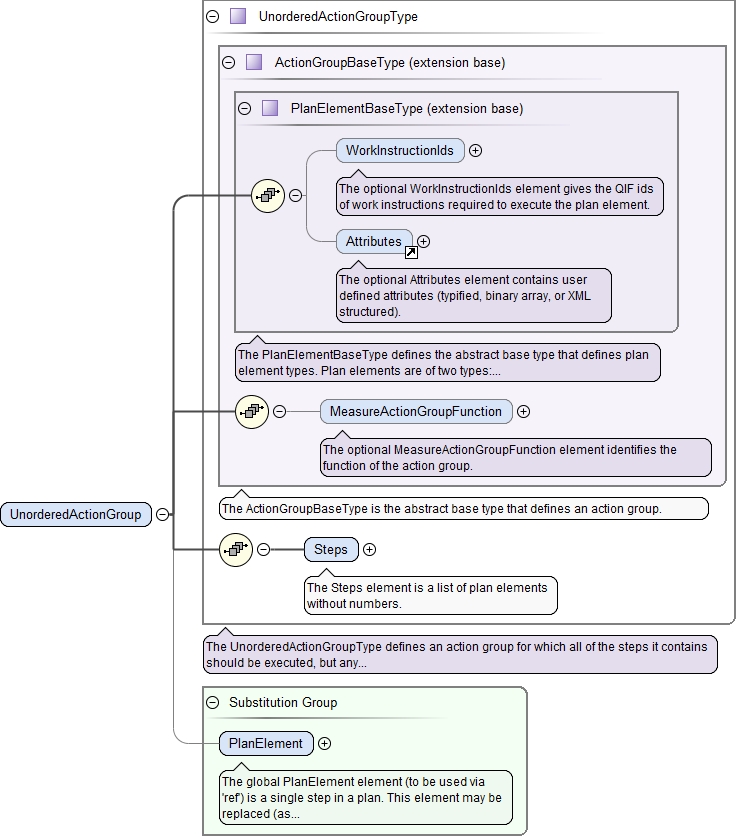 UnorderedActionGroupType
ActionGroupBaseType (extension base)
PlanElementBaseType (extension base)
WorkInstructionIds
The optional WorkInstructionIds element gives the QIF ids
of work instructions required to execute the plan element.
Attributes
The optional Attributes element contains user
defined attributes (typified, binary array, or XML
structured).
The PlanElementBaseType defines the abstract base type that defines plan
element types. Plan elements are of two types:...
MeasureActionGroupFunction
The optional MeasureActionGroupFunction element identifies the
function of the action group.
The ActionGroupBaseType is the abstract base type that defines an action group.
UnorderedActionGroup
Steps
The Steps element is a list of plan elements
without numbers.
The UnorderedActionGroupType defines an action group for which all of the steps it contains
should be executed, but any...
Substitution Group
PlanElement
The global PlanElement element (to be used via
'ref') is a single step in a plan. This element may be
replaced (as...